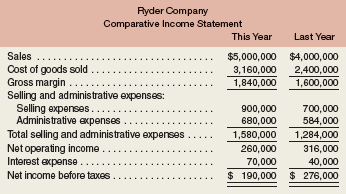 Ryder Company
Comparative Income Statement
This Year Last Year
Sales .......................... $5,000,000 $4,000,000
Cost of goods sold .......................... 3,160,000 2,400,000
Gross margin .......................... 1,840,000 1,600,000
Selling and administrative expenses:
Selling expenses .......................... 900,000 700,000
Administrative expenses .......................... 680,000 584,000
Total selling and administrative expenses ..... 1,580,000 1,284,000
Net operating income .......................... 260,000 316,000
Interest expense .......................... 70,000 40,000
Net income before taxes .......................... $ 190,000 $ 276,000